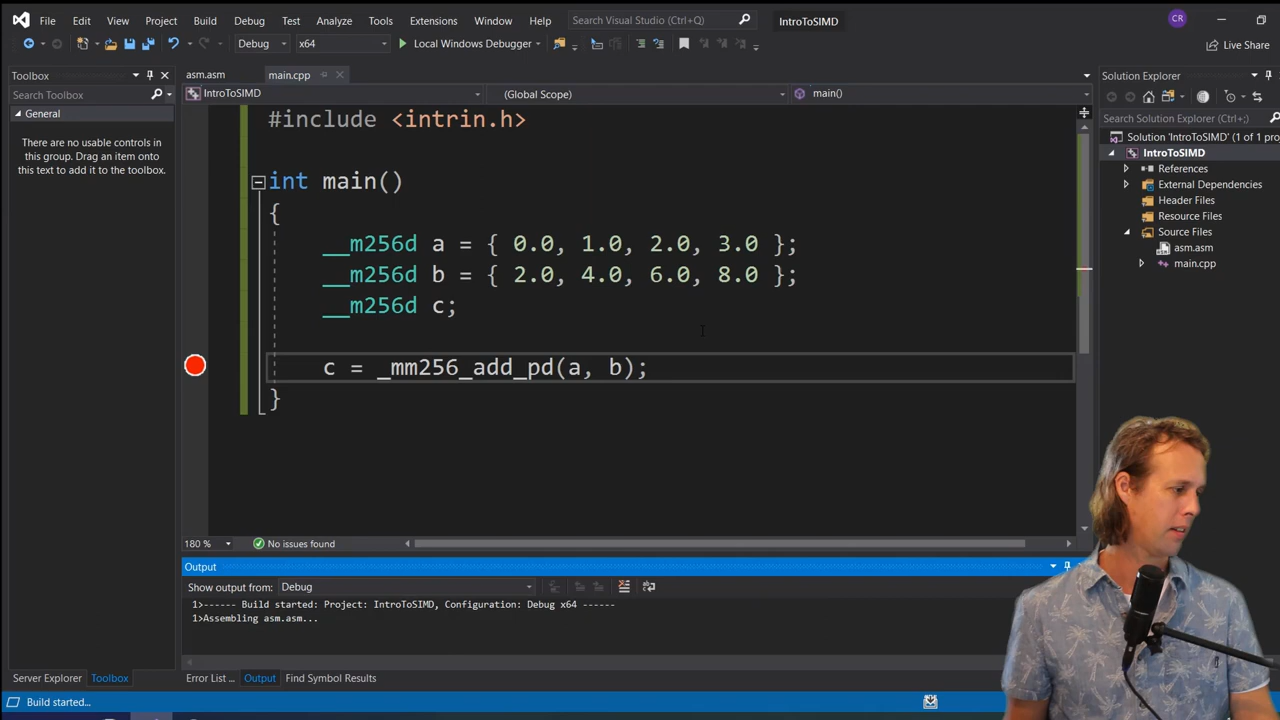 File Edit View Project Build Debug Test Analyze Tools Extensions Window Help Search Visual Studio (Ctrl+Q) IntroToSIMD CR
Debug x64 Local Windows Debugger Live Share
Toolbox asm.asm main.cpp Solution Explorer
Search Toolbox IntroToSIMD (Global Scope) main()
General
There are no usable controls in
this group. Drag an item onto
this text to add it to the toolbox.
#include <intrin.h>
int main()
{
__m256d a = { 0.0, 1.0, 2.0, 3.0 };
__m256d b = { 2.0, 4.0, 6.0, 8.0 };
__m256d c;
c = _mm256_add_pd(a, b);
}
Search Solution Explorer (Ctrl+;)
Solution 'IntroToSIMD' (1 of 1 pro
IntroToSIMD
References
External Dependencies
Header Files
Resource Files
Source Files
asm.asm
main.cpp
180 % No issues found
Output
Show output from: Debug
1>------ Build started: Project: IntroToSIMD, Configuration: Debug x64 ------
1>Assembling asm.asm...
Server Explorer Toolbox Error List ... Output Find Symbol Results
Build started...